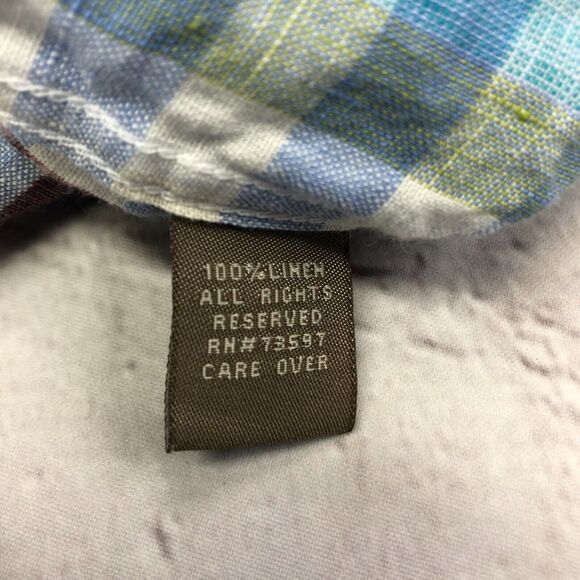 100%LINEN
ALL RIGHTS
RESERVED
RN#73597
CARE OVER